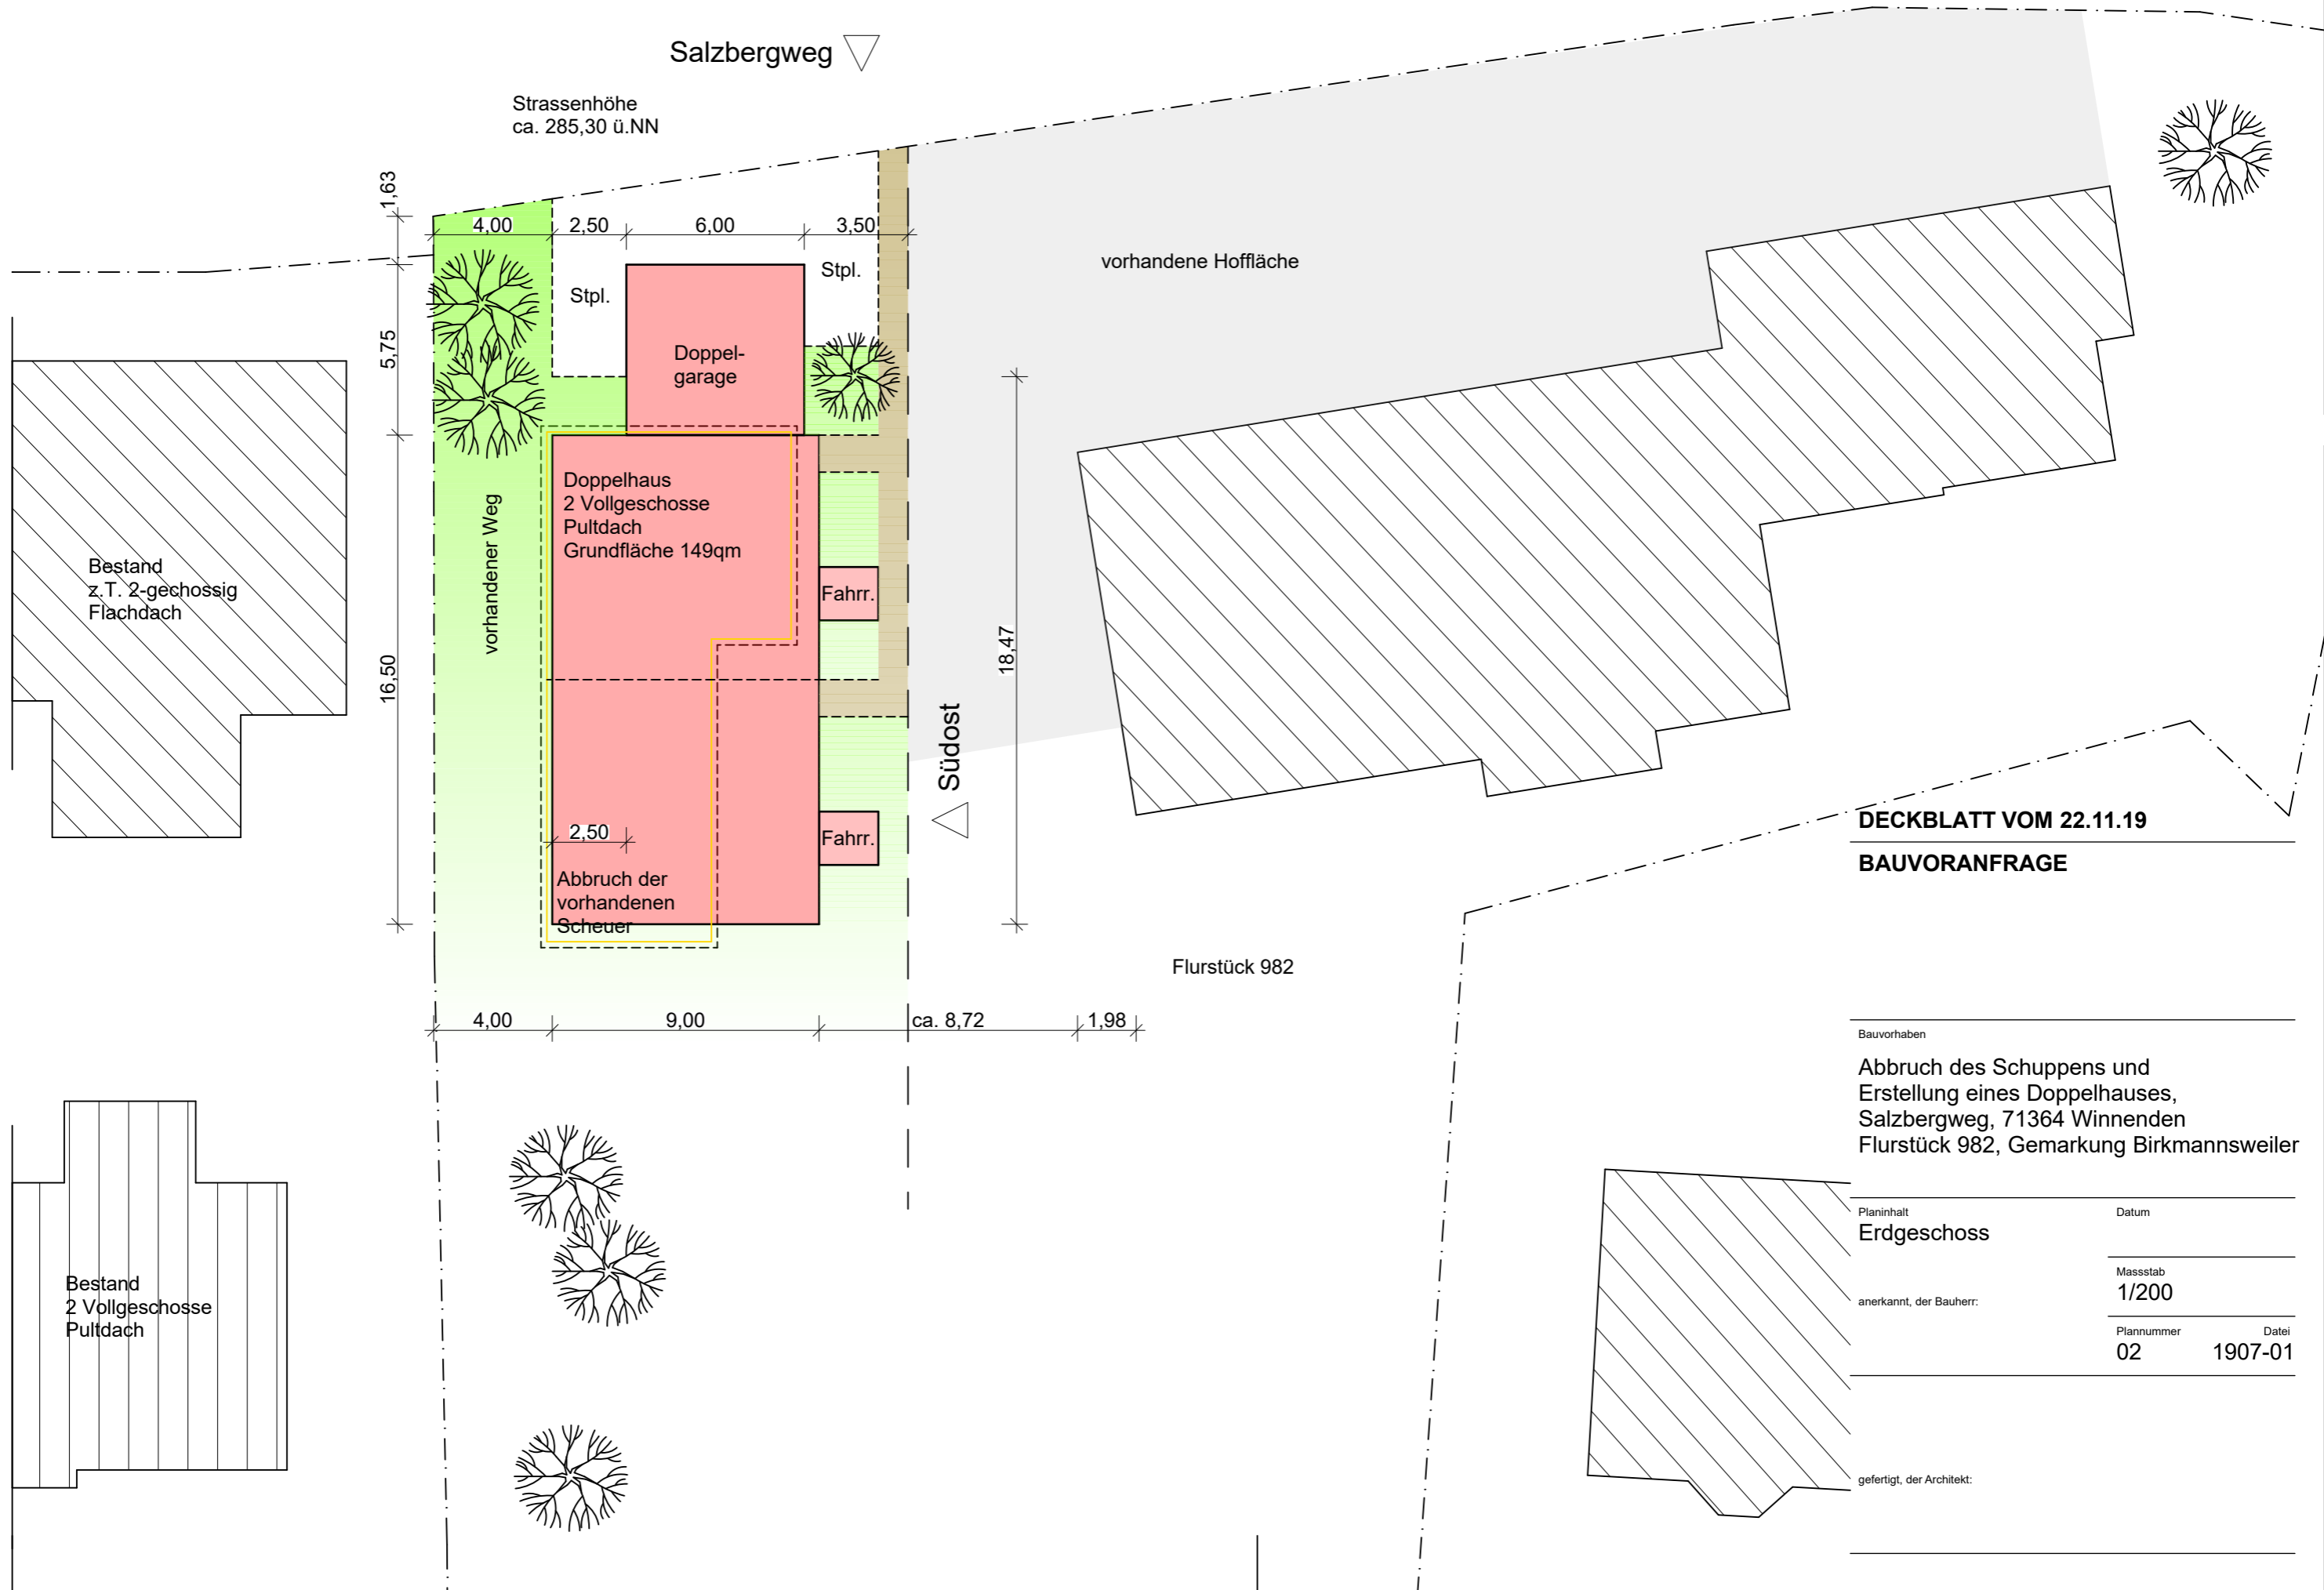 Salzbergweg
Strassenhöhe
ca. 285,30 ü.NN
1,63
4,00
2,50
6,00
3,50
Stpl.
Stpl.
vorhandene Hoffläche
5,75
Doppel-
garage
Doppelhaus
2 Vollgeschosse
Pultdach
Grundfläche 149qm
vorhandener Weg
Bestand
z.T. 2-gechossig
Flachdach
Fahrr.
16,50
18,47
Südost
2,50
Fahrr.
Abbruch der
vorhandenen
Scheuer
Flurstück 982
4,00
9,00
ca. 8,72
1,98
Bestand
2 Vollgeschosse
Pultdach
DECKBLATT VOM 22.11.19
BAUVORANFRAGE
Bauvorhaben
Abbruch des Schuppens und
Erstellung eines Doppelhauses,
Salzbergweg, 71364 Winnenden
Flurstück 982, Gemarkung Birkmannsweiler
Planinhalt
Erdgeschoss
Datum
Massstab
1/200
anerkannt, der Bauherr:
Plannummer
02
Datei
1907-01
gefertigt, der Architekt: